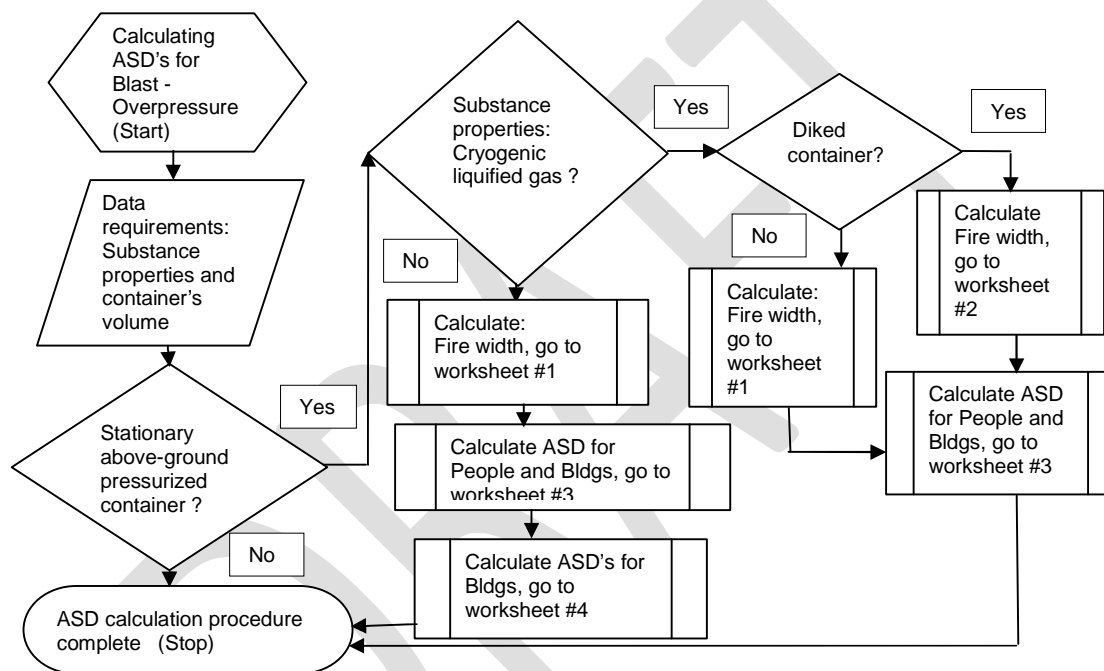 Calculating
ASD's for
Blast -
Overpressure
(Start)
Data
requirements:
Substance
properties and
container's
volume
Stationary
above-ground
pressurized
container ?
Yes
No
ASD calculation procedure
complete (Stop)
Substance
properties:
Cryogenic
liquified gas ?
Yes
No
Calculate:
Fire width, go to
worksheet #1
Calculate ASD for
People and Bldgs, go to
worksheet #3
Calculate ASD's for
Bldgs, go to
worksheet #4
Diked
container?
Yes
No
Calculate:
Fire width,
go to
worksheet
#1
Calculate
Fire width,
go to
worksheet
#2
Calculate ASD
for People and
Bldgs, go to
worksheet #3
DRAFT